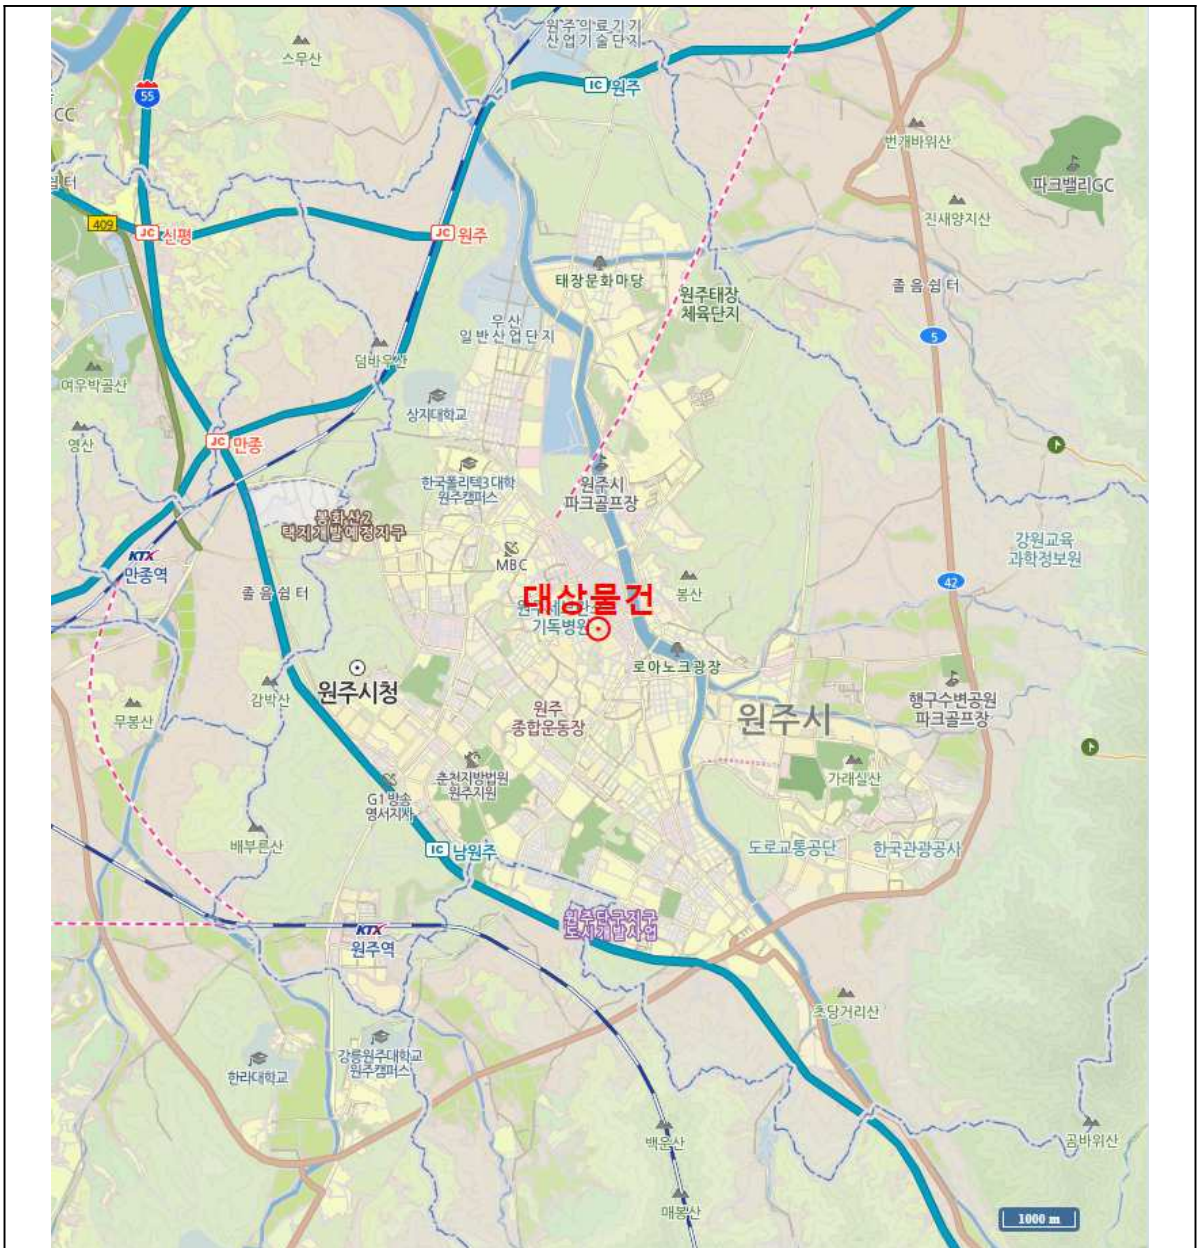 원주의료기기
산업기술단지
스무산
55
IC 원주
CC
번개바위산
파크밸리GC
쉼터
진새양지산
409
JC 신평
JC 원주
태장문화마당
졸음쉼터
원주태장
체육단지
우산
일반산업단지
5
덤바우산
여우박골산
상지대학교
영산
JC 만종
한국폴리텍3대학
원주캠퍼스
원주시
파크골프장
봉화산2
택지개발예정지구
강원교육
과학정보원
KTX
만종역
MBC
42
졸음쉼터
봉산
대상물건
기독병원
로아노크광장
원주시청
감박산
행구수변공원
파크골프장
무봉산
원주
종합운동장
원주시
춘천지방법원
원주지원
가래실산
G1방송
영서지사
배부른산
IC 남원주
도로교통공단
한국관광공사
원주단구지구
도시개발사업
KTX
원주역
초당거리산
강릉원주대학교
원주캠퍼스
한라대학교
백운산
곰바위산
매봉산
1000 m